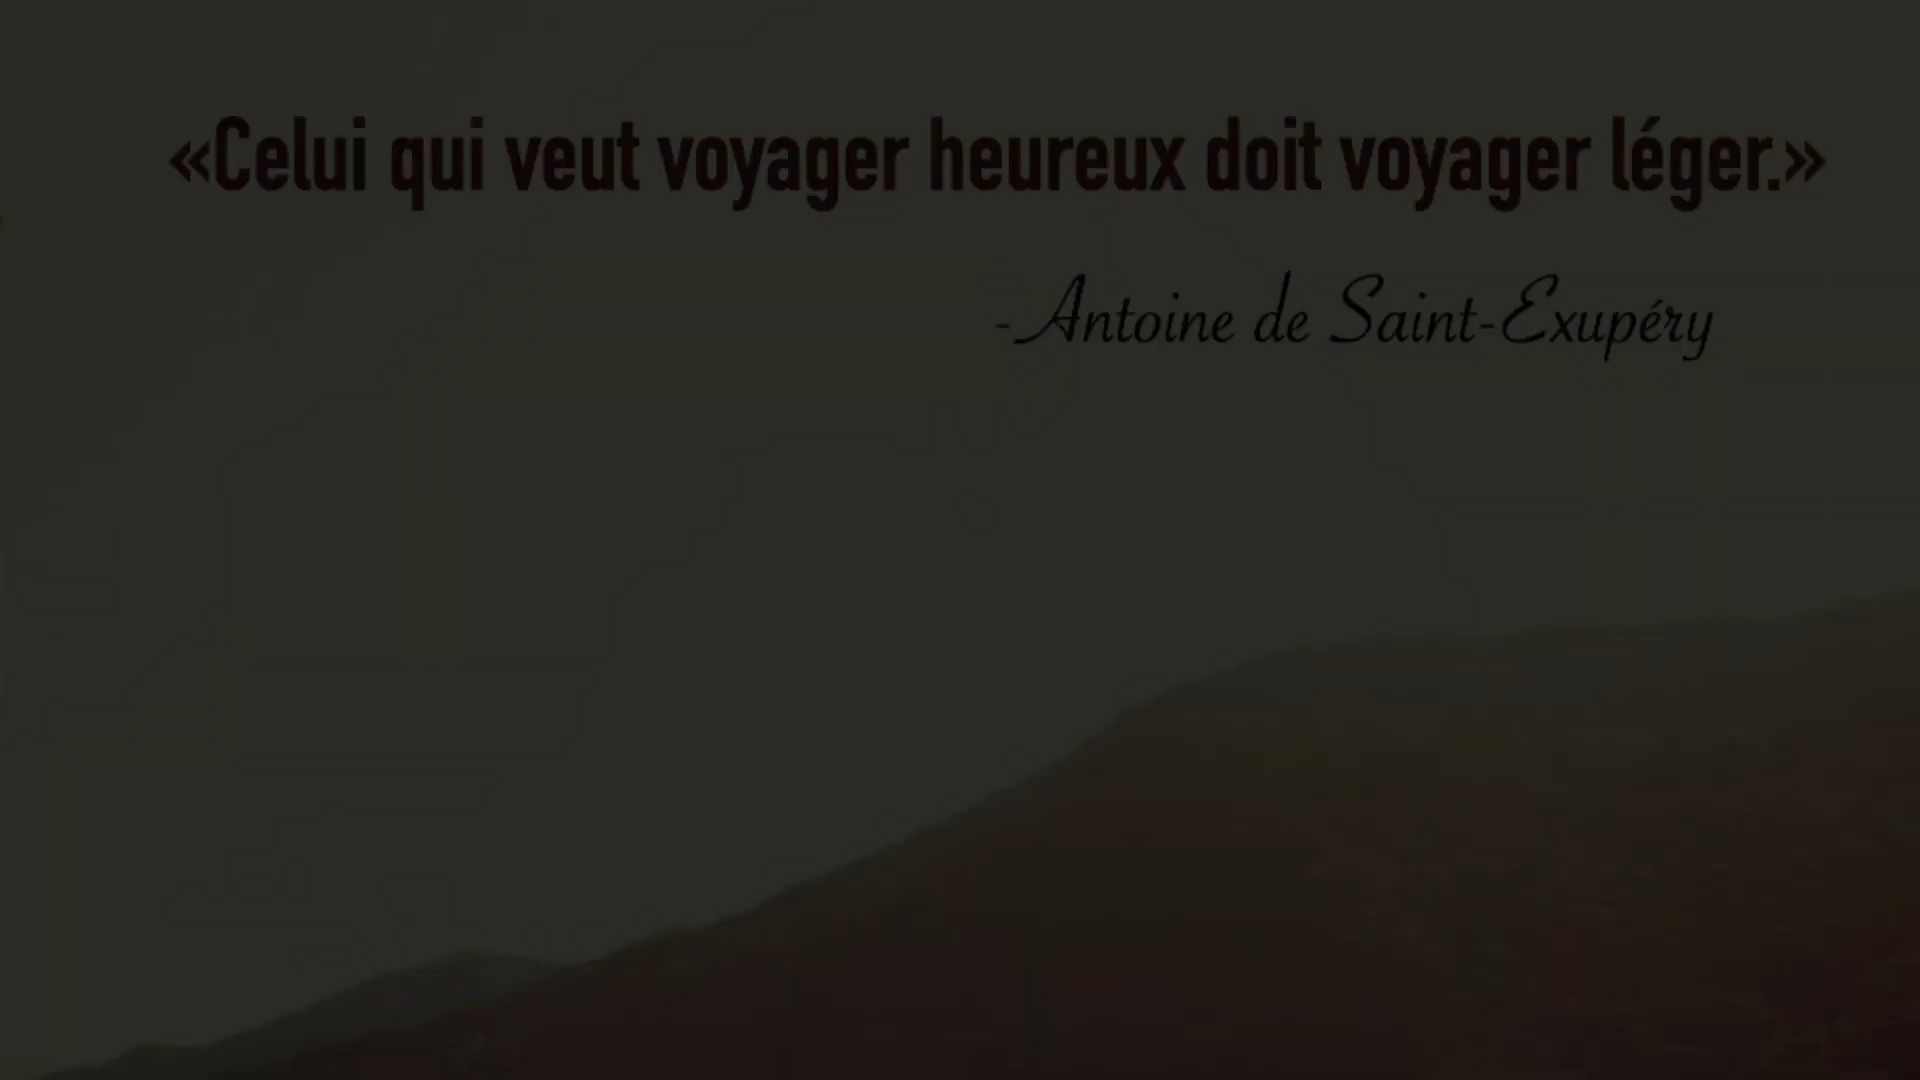 «Celui qui veut voyager heureux doit voyager léger.»
-Antoine de Saint-Exupéry